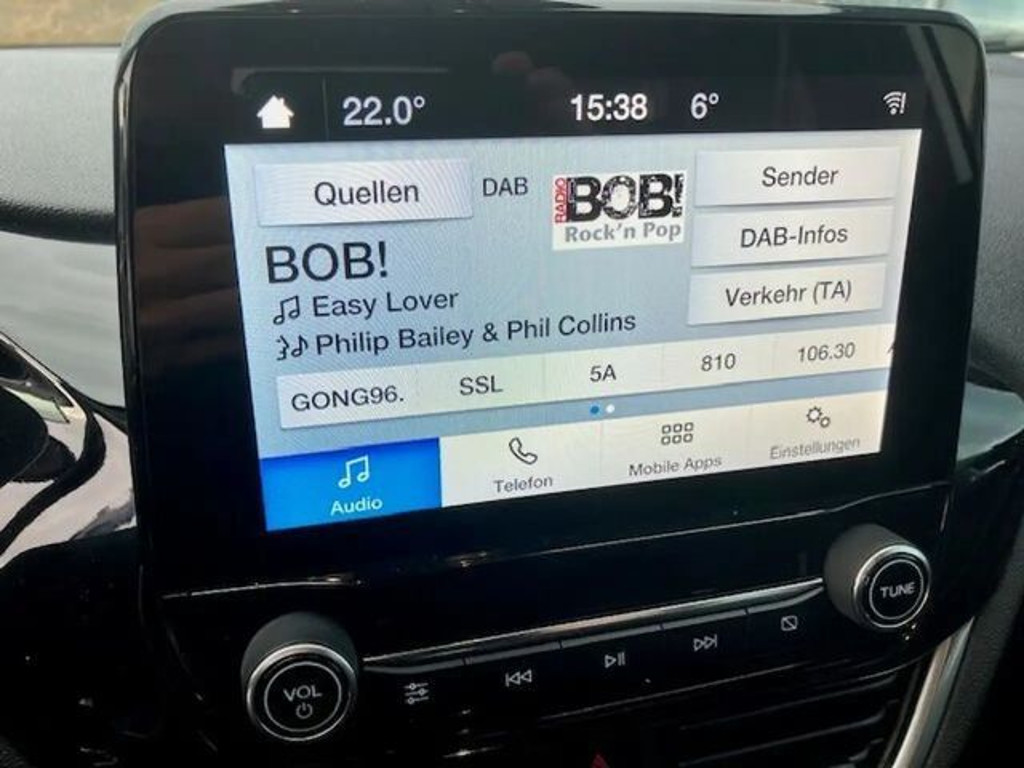 22.0° 15:38 6°
Quellen DAB RADIO BOB! Sender
Rock'n Pop
DAB-Infos
BOB!
Easy Lover
Verkehr (TA)
Philip Bailey & Phil Collins
GONG96. SSL 5A 810 106.30
Audio Telefon Mobile Apps Einstellungen
TUNE
VOL